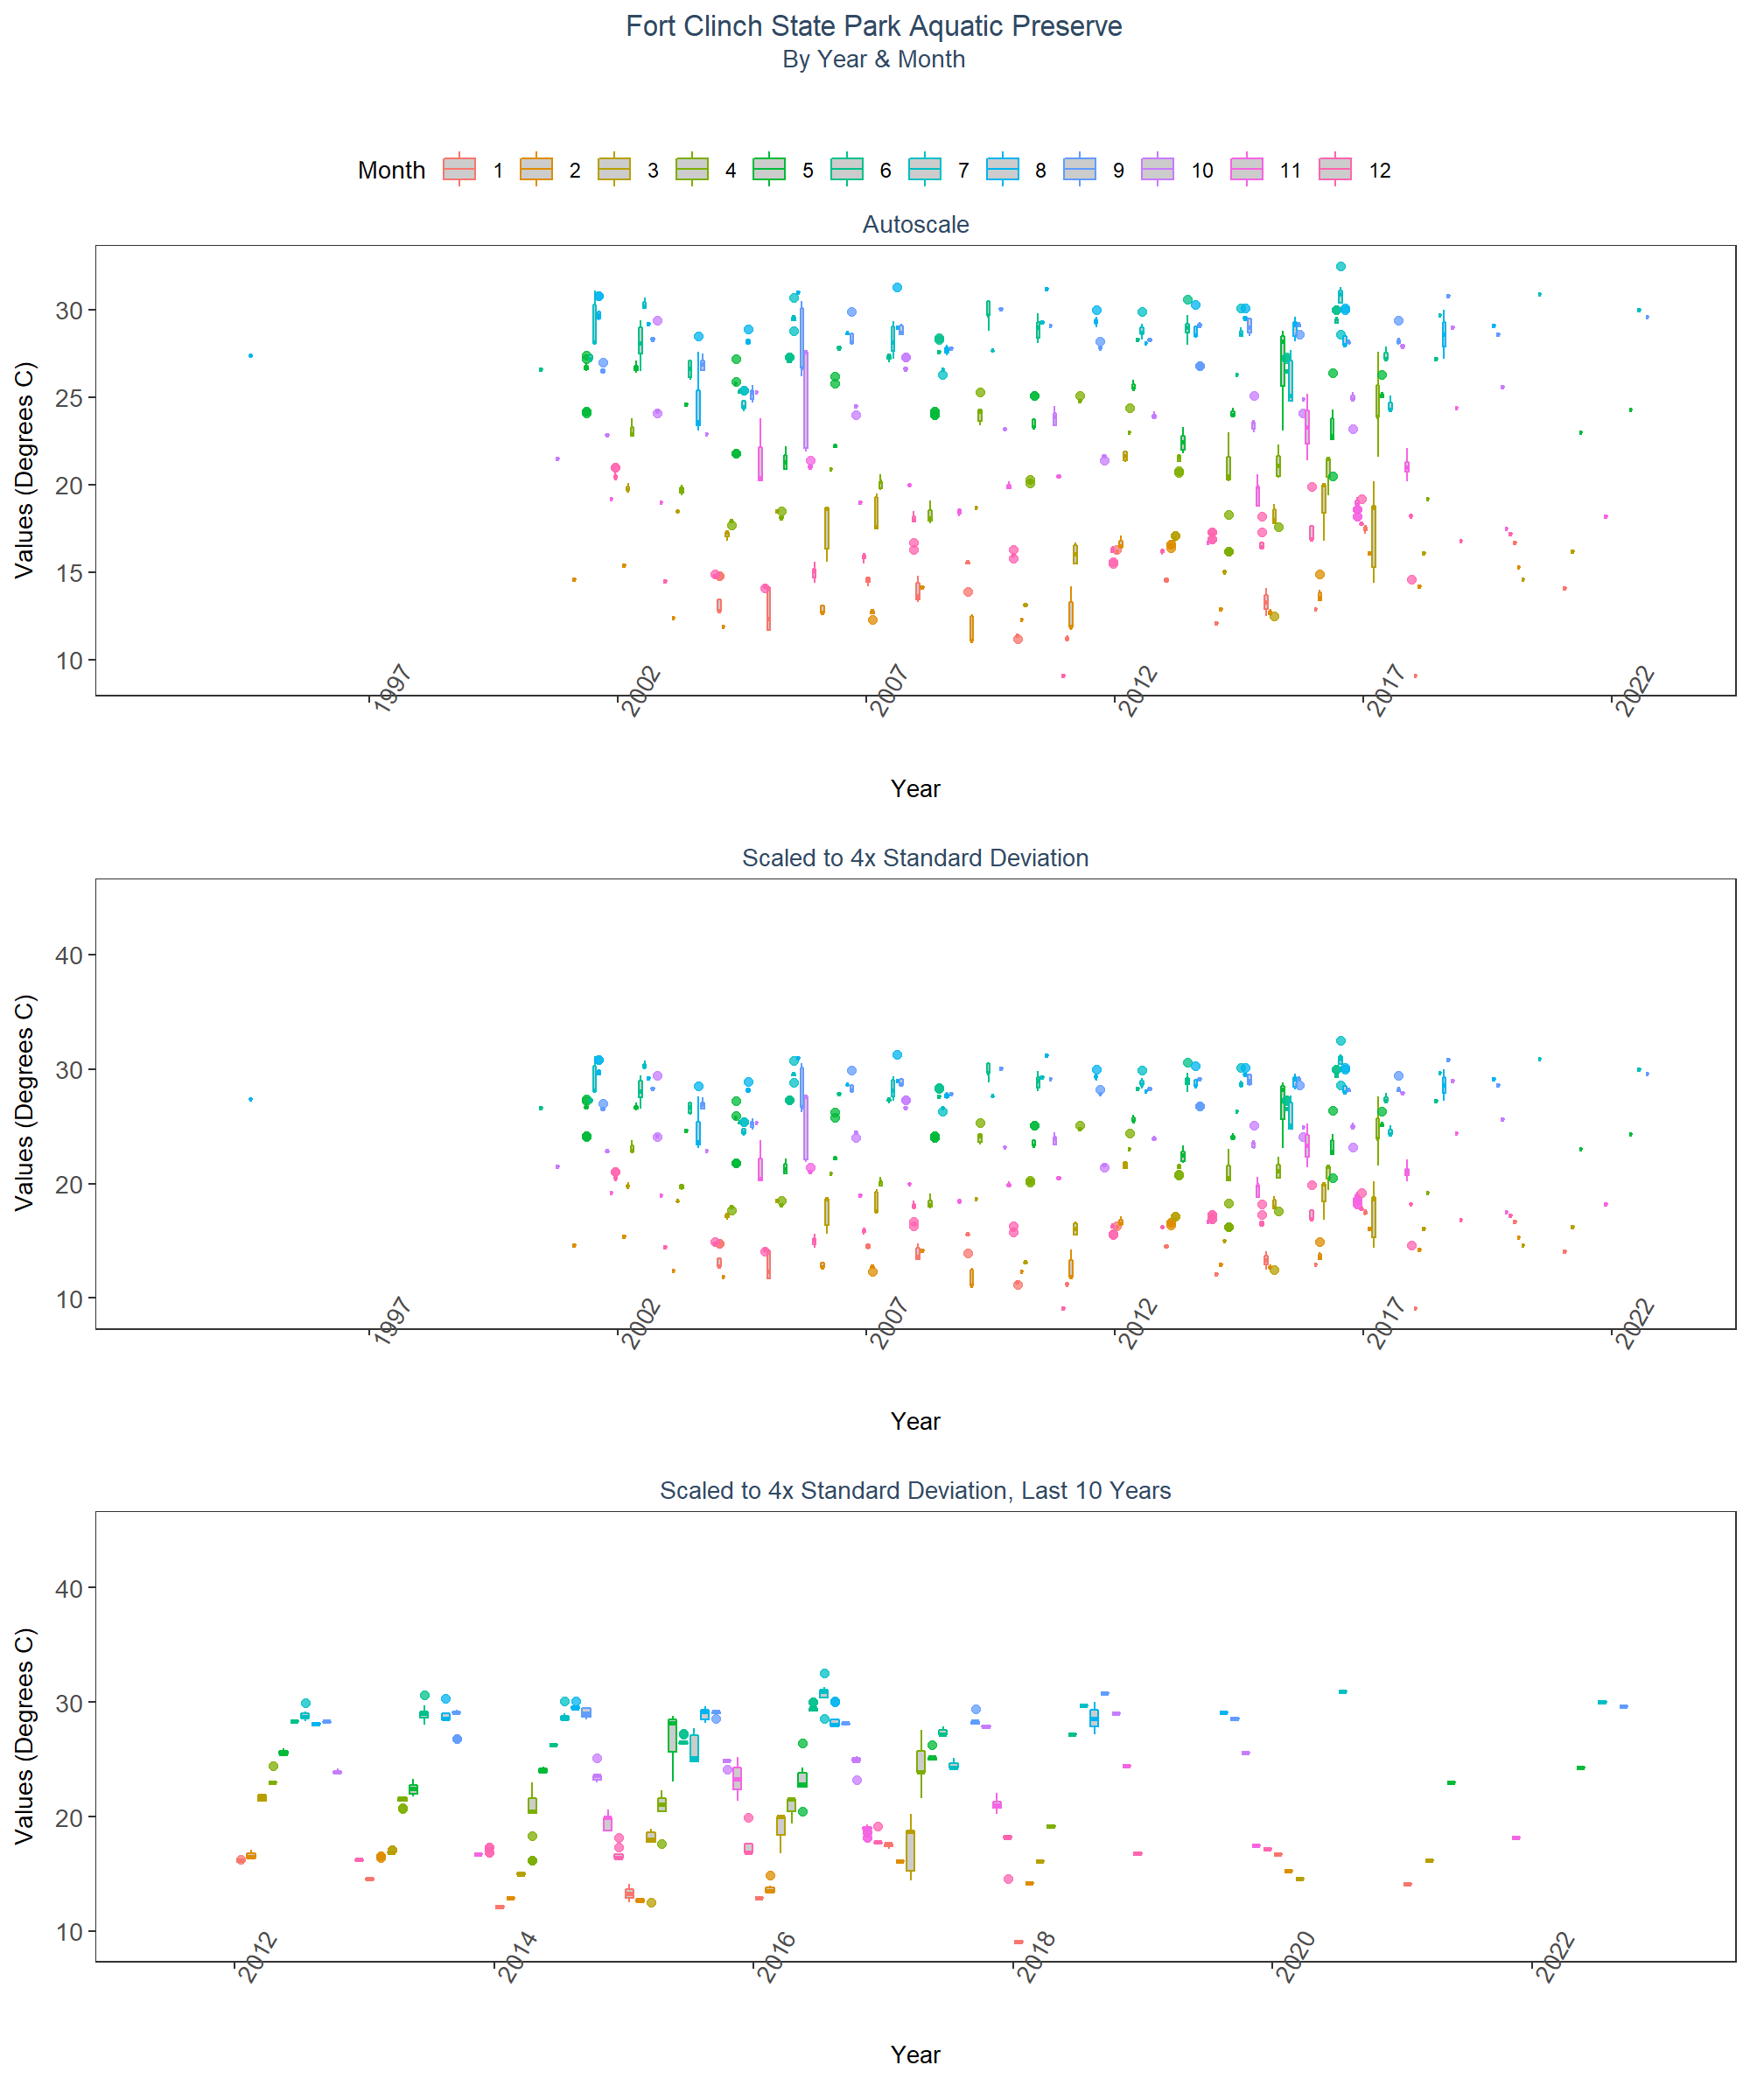 Fort Clinch State Park Aquatic Preserve
By Year & Month
Month 1 2 3 4 5 6 7 8 9 10 11 12
Autoscale
Values (Degrees C)
30
25
20
15
10
1997 2002 2007 2012 2017 2022
Year
Scaled to 4x Standard Deviation
Values (Degrees C)
40
30
20
10
1997 2002 2007 2012 2017 2022
Year
Scaled to 4x Standard Deviation, Last 10 Years
Values (Degrees C)
40
30
20
10
2012 2014 2016 2018 2020 2022
Year